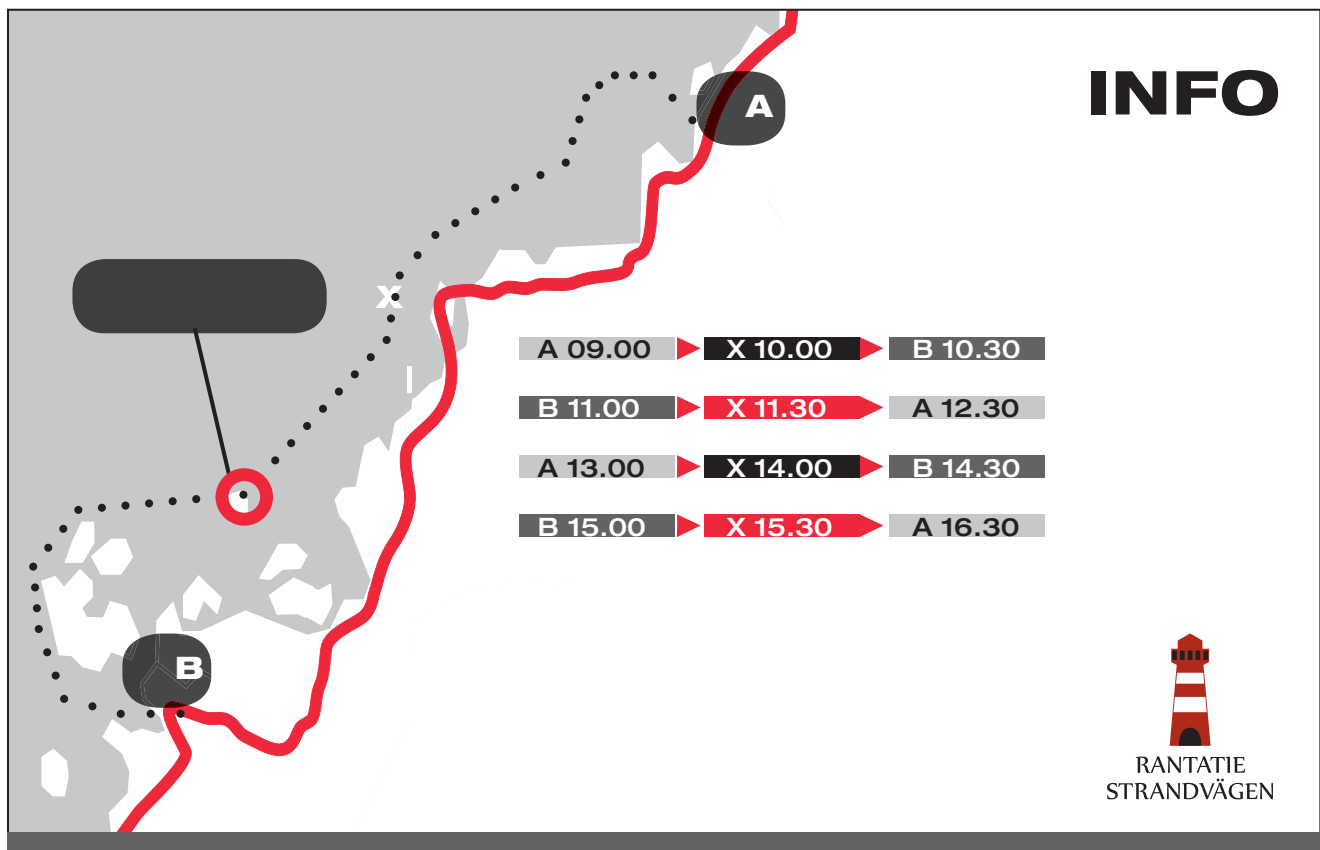 INFO
A
X
B
A 09.00 X 10.00 B 10.30
B 11.00 X 11.30 A 12.30
A 13.00 X 14.00 B 14.30
B 15.00 X 15.30 A 16.30
RANTATIE
STRANDVÄGEN